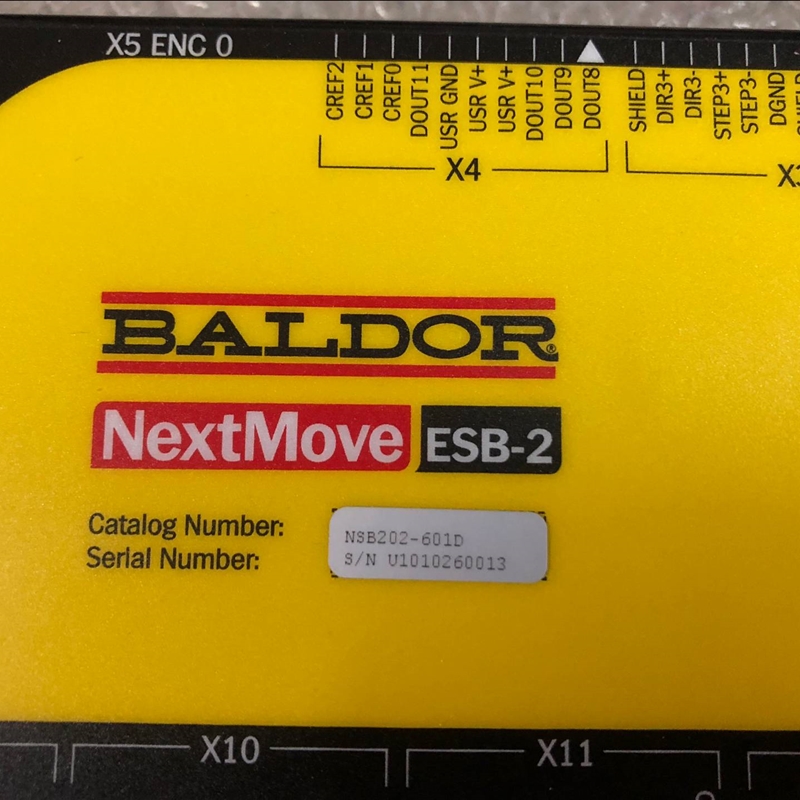 X5 ENC 0
CREF2
CREF1
CREF0
DOUT11
USR GND
USR V+
USR V+
DOUT10
DOUT9
DOUT8
SHIELD
DIR3+
DIR3-
STEP3+
STEP3-
DGND
X4
BALDOR®
NextMove ESB-2
Catalog Number: NSB202-601D
Serial Number: S/N U1010260013
X10
X11